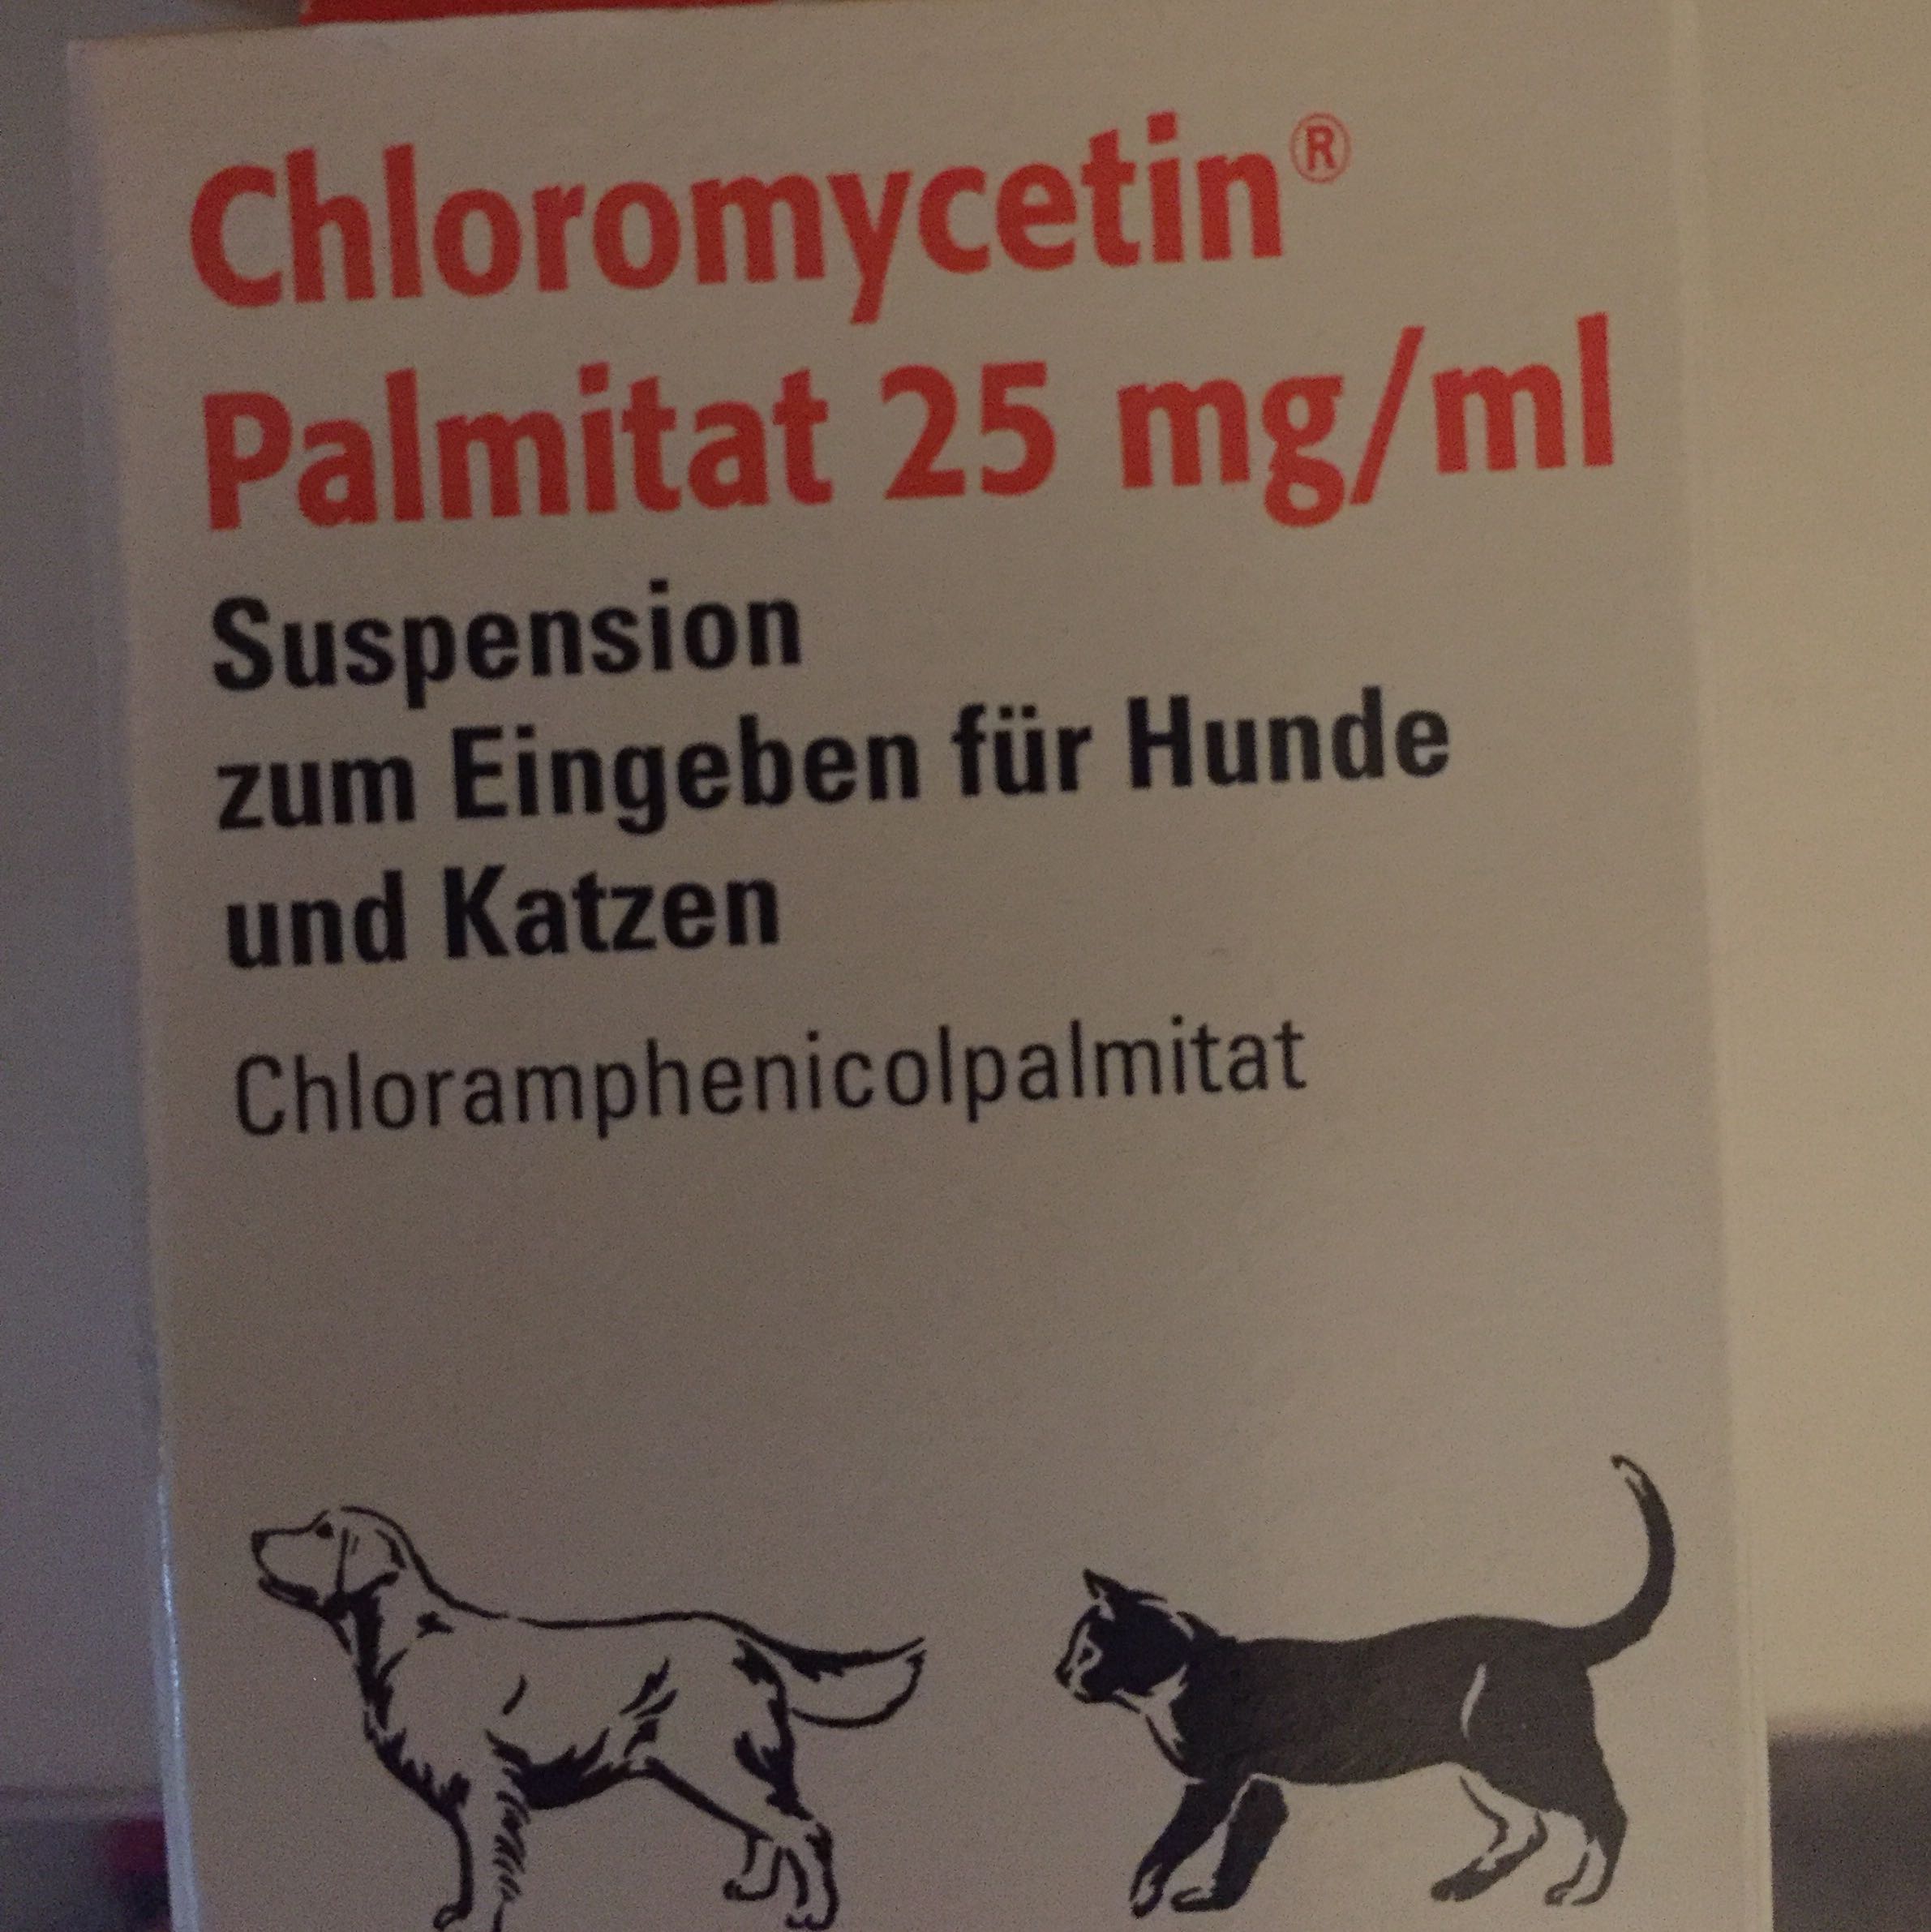 Chloromycetin®
Palmitat 25 mg/ml
Suspension
zum Eingeben für Hunde
und Katzen
Chloramphenicolpalmitat